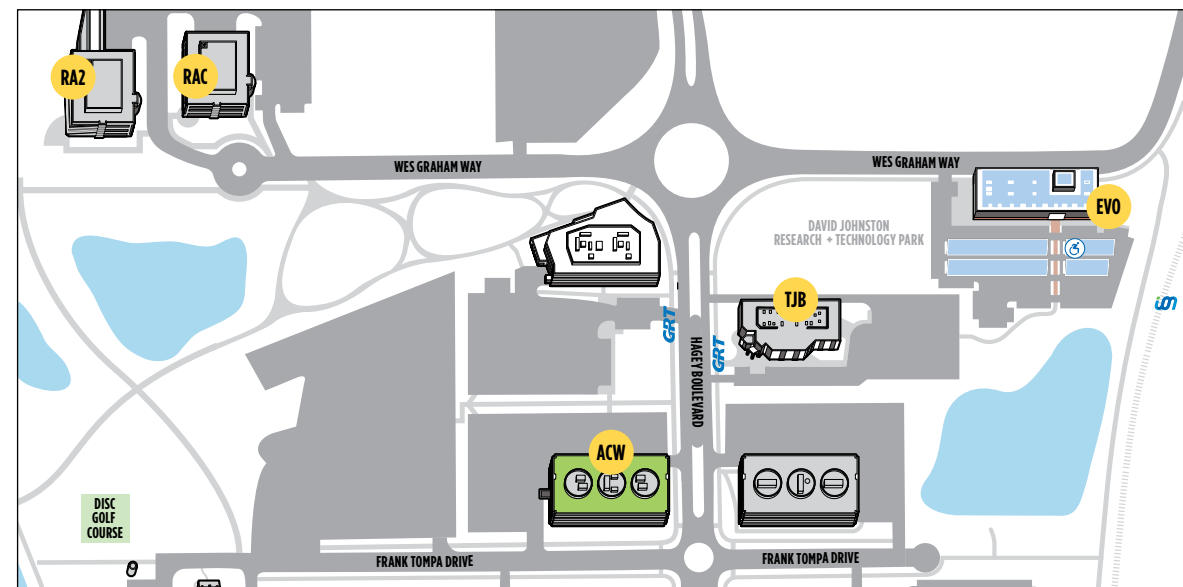 RA2
RAC
WES GRAHAM WAY
WES GRAHAM WAY
EVO
DAVID JOHNSTON
RESEARCH + TECHNOLOGY PARK
TJB
GRT
GRT
HAGEY BOULEVARD
ACW
DISC
GOLF
COURSE
FRANK TOMPA DRIVE
FRANK TOMPA DRIVE